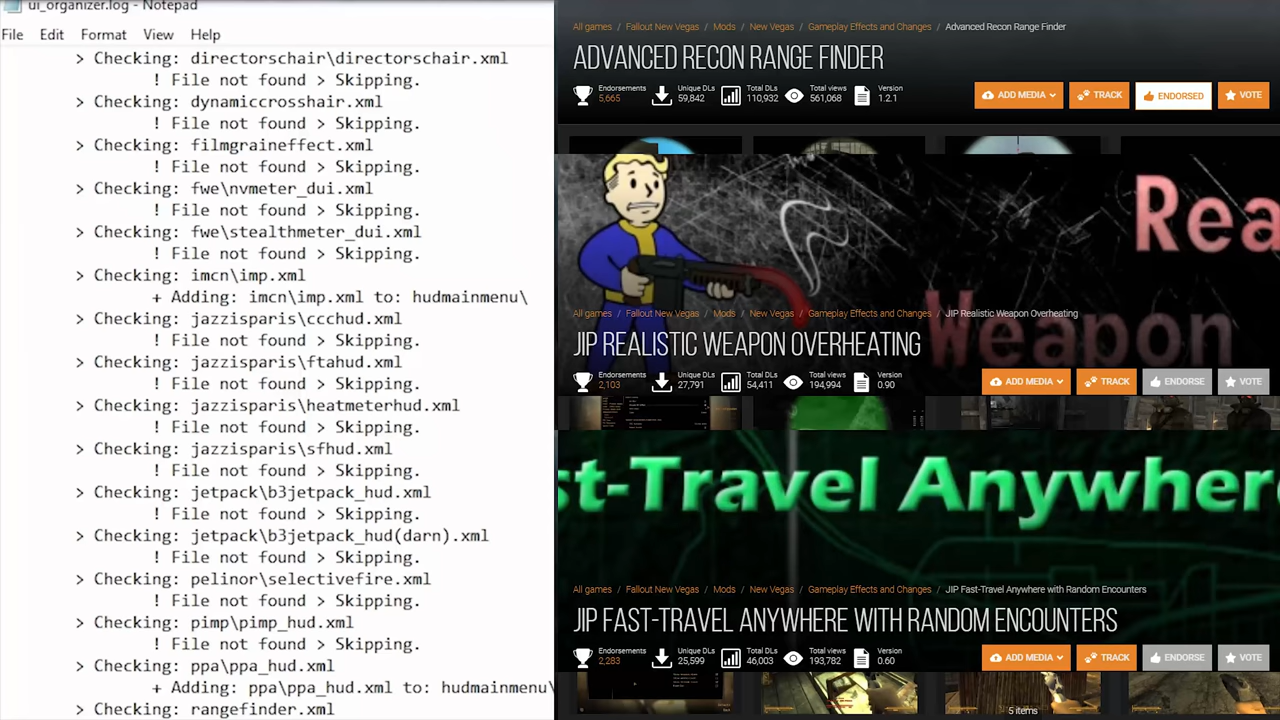 ui_organizer.log - Notepad
File Edit Format View Help
> Checking: directorschair\directorschair.xml
! File not found > Skipping.
> Checking: dynamiccrosshair.xml
! File not found > Skipping.
> Checking: filmgraineffect.xml
! File not found > Skipping.
> Checking: fwe\nvmeter_dui.xml
! File not found > Skipping.
> Checking: fwe\stealthmeter_dui.xml
! File not found > Skipping.
> Checking: imcn\imp.xml
+ Adding: imcn\imp.xml to: hudmainmenu\
> Checking: jazzisparis\ccchud.xml
! File not found > Skipping.
> Checking: jazzisparis\ftahud.xml
! File not found > Skipping.
> Checking: jazzisparis\heatmeterhud.xml
! File not found > Skipping.
> Checking: jazzisparis\sfhud.xml
! File not found > Skipping.
> Checking: jetpack\b3jetpack_hud.xml
! File not found > Skipping.
> Checking: jetpack\b3jetpack_hud(darn).xml
! File not found > Skipping.
> Checking: pelinor\selectivefire.xml
! File not found > Skipping.
> Checking: pimp\pimp_hud.xml
! File not found > Skipping.
> Checking: ppa\ppa_hud.xml
+ Adding: ppa\ppa_hud.xml to: hudmainmenu\
> Checking: rangefinder.xml
All games / Fallout New Vegas / Mods / New Vegas / Gameplay Effects and Changes / Advanced Recon Range Finder
ADVANCED RECON RANGE FINDER
Endorsements Unique DLs Total DLs Total views Version
5,665 59,842 110,932 561,068 1.2.1
ADD MEDIA TRACK ENDORSED VOTE
Rea
Weapon
All games / Fallout New Vegas / Mods / New Vegas / Gameplay Effects and Changes / JIP Realistic Weapon Overheating
JIP REALISTIC WEAPON OVERHEATING
Endorsements Unique DLs Total DLs Total views Version
2,103 27,791 54,411 194,994 0.90
ADD MEDIA TRACK ENDORSE VOTE
st-Travel Anywhere
All games / Fallout New Vegas / Mods / New Vegas / Gameplay Effects and Changes / JIP Fast-Travel Anywhere with Random Encounters
JIP FAST-TRAVEL ANYWHERE WITH RANDOM ENCOUNTERS
Endorsements Unique DLs Total DLs Total views Version
2,283 25,599 46,003 193,782 0.60
ADD MEDIA TRACK ENDORSE VOTE
5 items